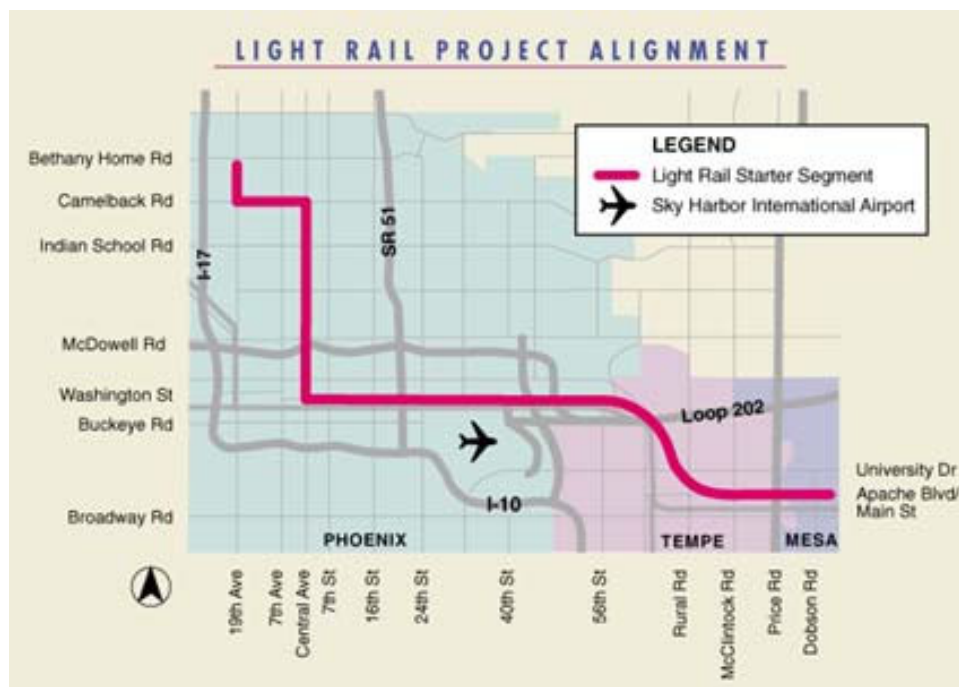 LIGHT RAIL PROJECT ALIGNMENT
LEGEND
Light Rail Starter Segment
Sky Harbor International Airport
Bethany Home Rd
Camelback Rd
Indian School Rd
McDowell Rd
Washington St
Buckeye Rd
Broadway Rd
I-17
SR 51
Loop 202
I-10
University Dr
Apache Blvd/
Main St
PHOENIX
TEMPE
MESA
19th Ave
7th Ave
Central Ave
7th St
16th St
24th St
40th St
56th St
Rural Rd
McClintock Rd
Price Rd
Dobson Rd